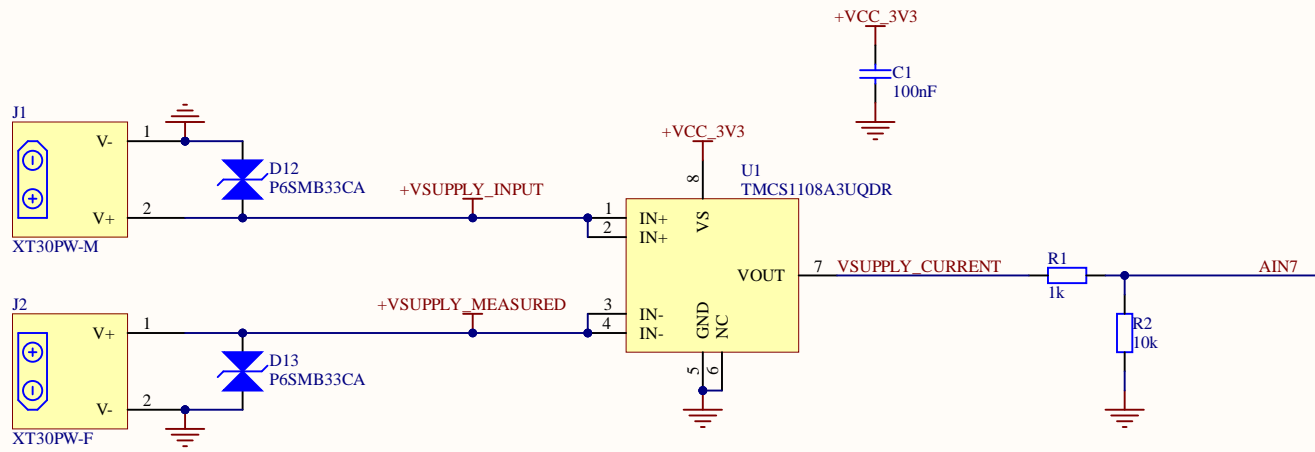 +VCC_3V3
C1
100nF
J1
1
V-
D12
P6SMB33CA
V+
2
XT30PW-M
+VSUPPLY_INPUT
+VCC_3V3
8
U1
TMCS1108A3UQDR
1
IN+
2
IN+
VS
VOUT
7
VSUPPLY_CURRENT
R1
1k
AIN7
J2
1
V+
D13
P6SMB33CA
V-
2
XT30PW-F
+VSUPPLY_MEASURED
3
IN-
4
IN-
GND
NC
5
6
R2
10k